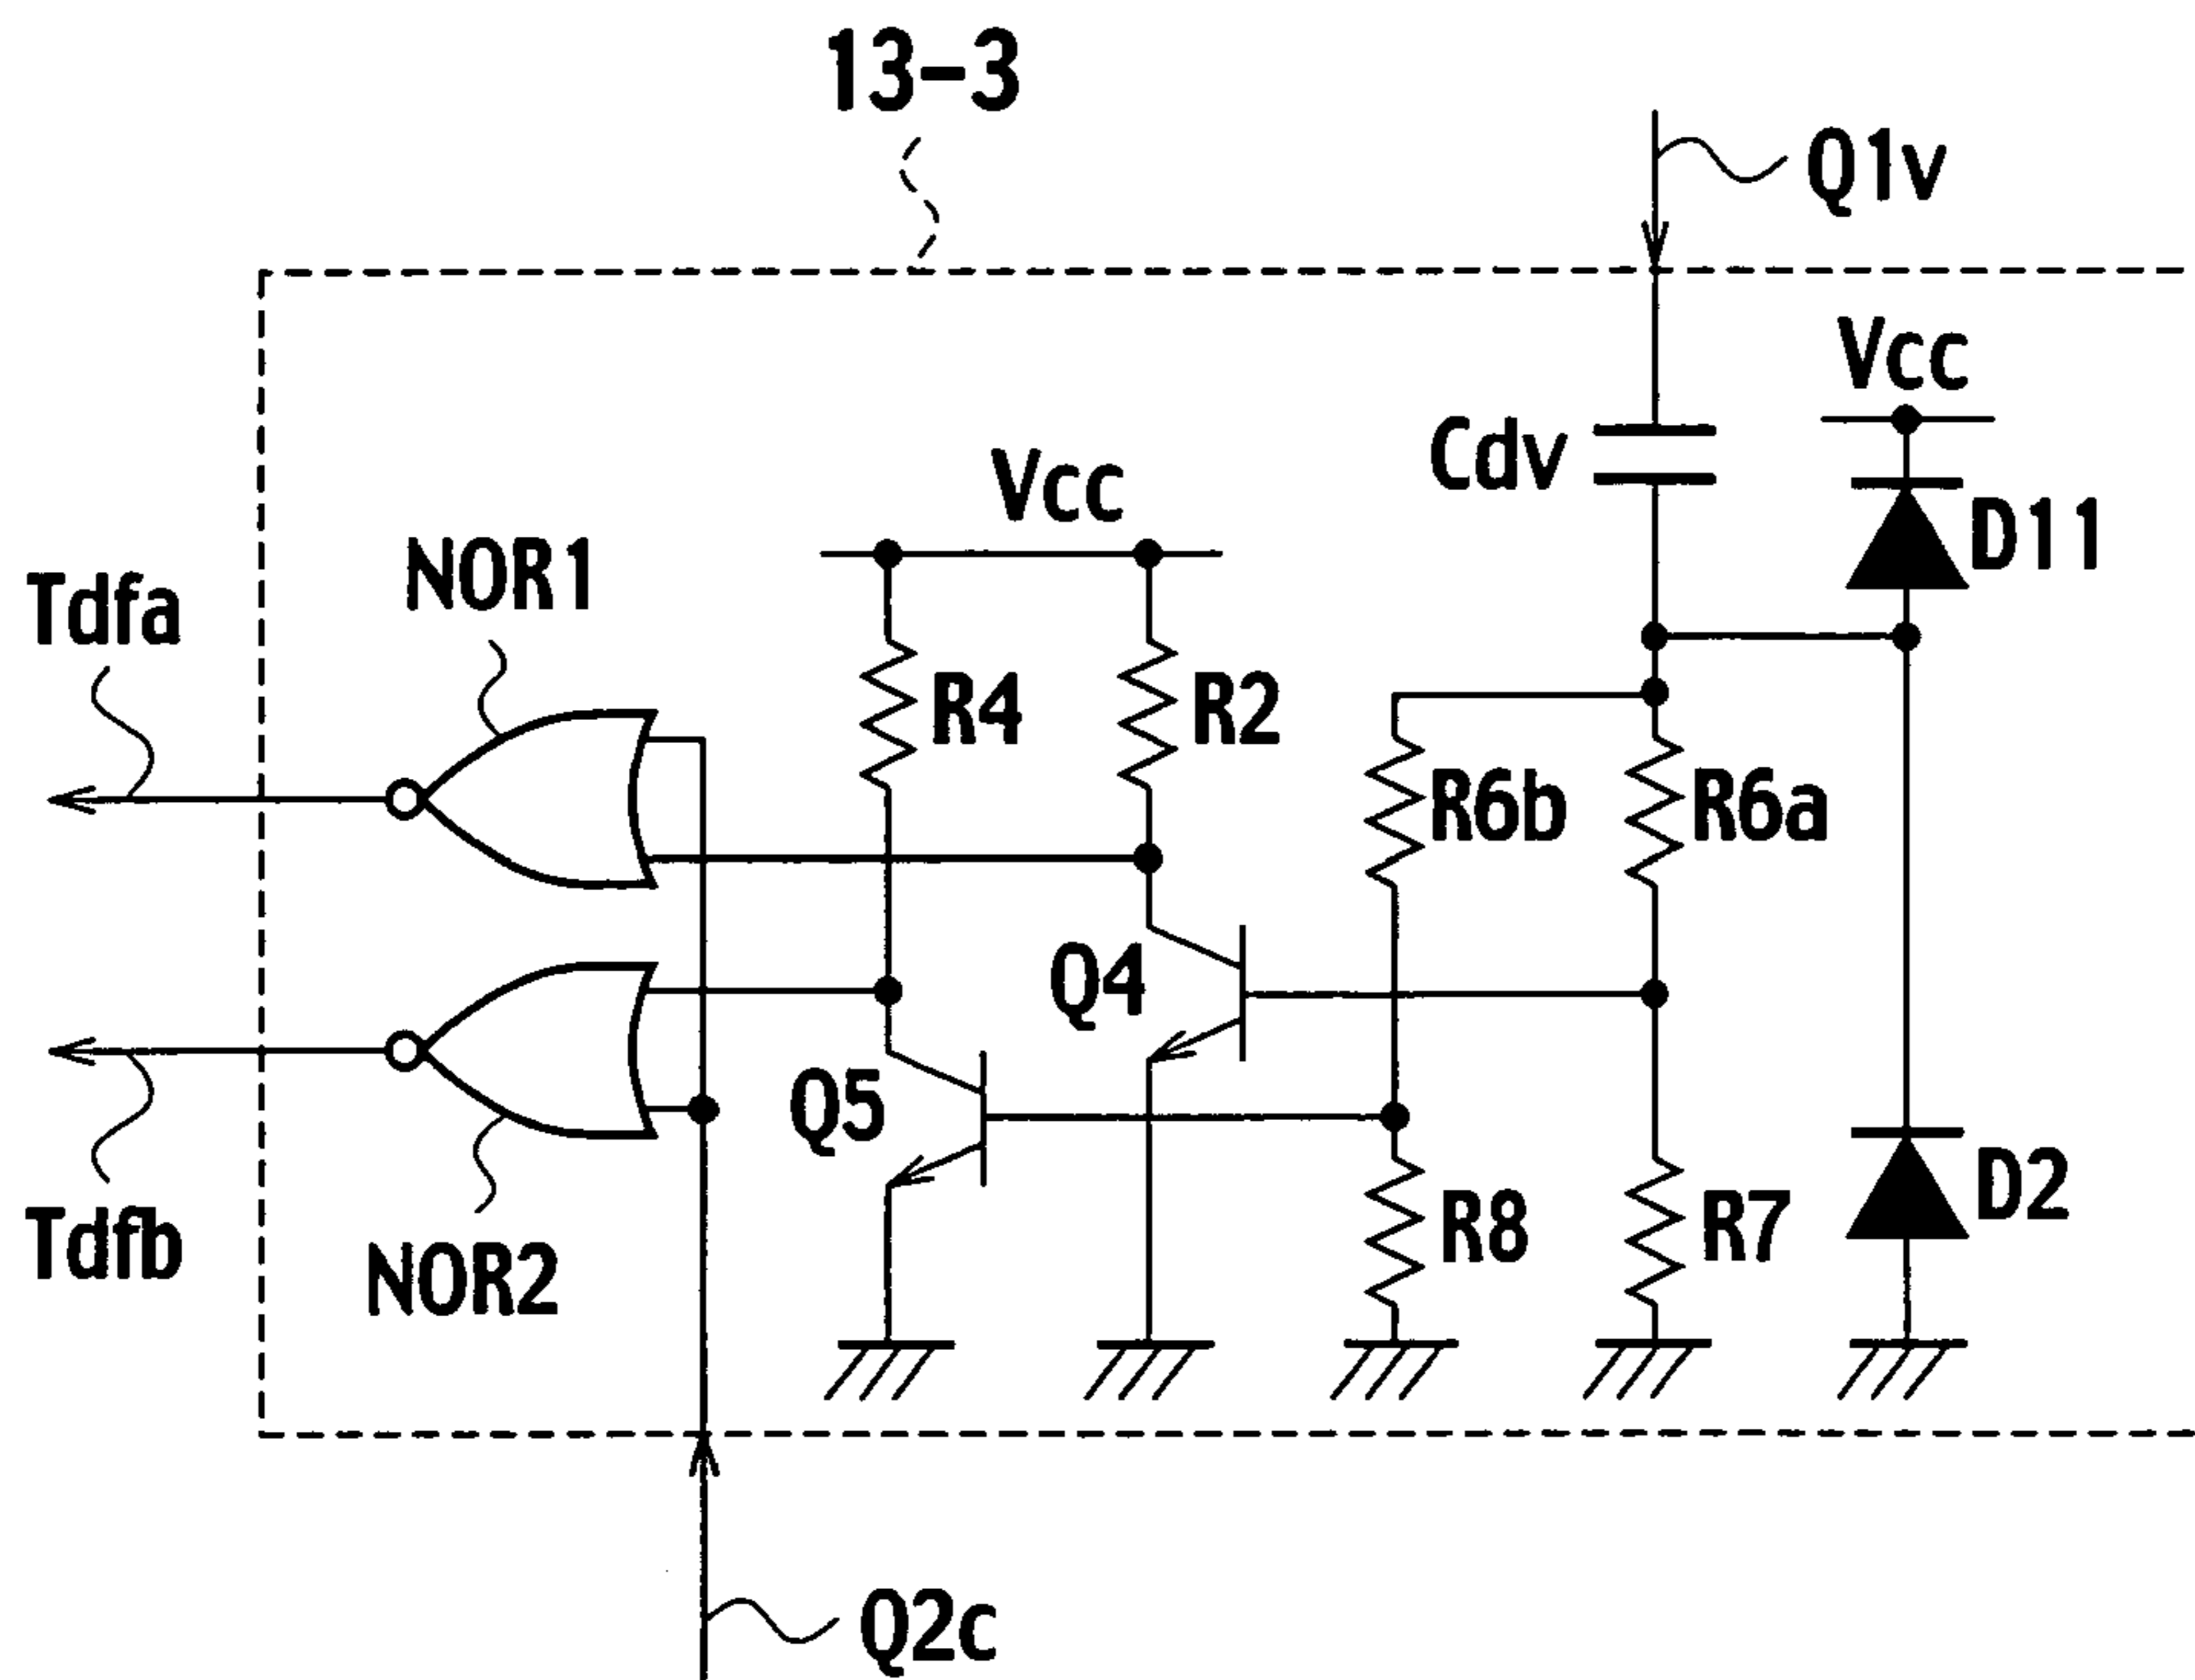 13-3
Q1v
Vcc
Cdv
Vcc
D11
NOR1
Tdfa
R4
R2
R6b
R6a
Q4
Q5
Tdfb
NOR2
R8
R7
D2
Q2c